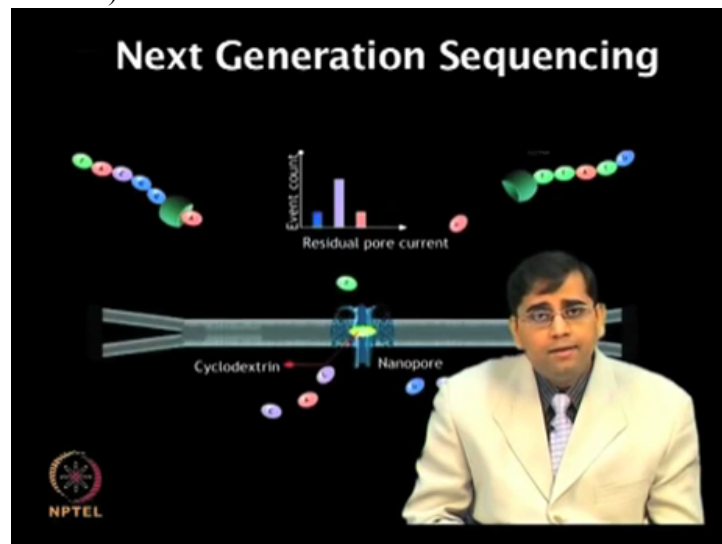 )
Next Generation Sequencing
Event count
Residual pore current
Cyclodextrin
Nanopore
NPTEL